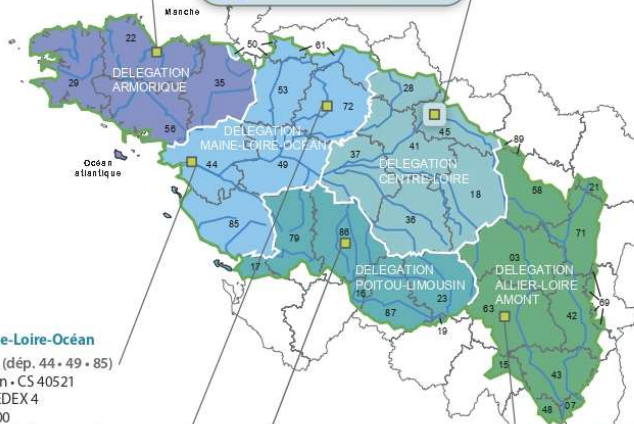 Manche
50
61
22
28
53
DELEGATION
ARMORIQUE
29
35
72
45
56
DELEGATION
MAINE-LOIRE-OCÉAN
89
41
Océan
atlantique
44
49
37
DELEGATION
CENTRE-LOIRE
58
21
18
85
36
71
79
86
17
03
DELEGATION
POITOU-LIMOUSIN
DELEGATION
ALLIER-LOIRE
AMONT
16
23
87
19
63
42
69
e-Loire-Océan
(dép. 44 • 49 • 85)
n • CS 40521
EDEX 4
00
15
43
48
07